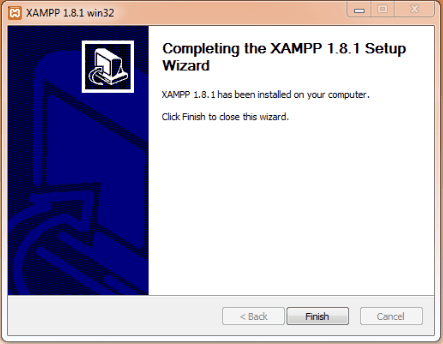 XAMPP 1.8.1 win32
Completing the XAMPP 1.8.1 Setup
Wizard
XAMPP 1.8.1 has been installed on your computer.
Click Finish to close this wizard.
< Back
Finish
Cancel